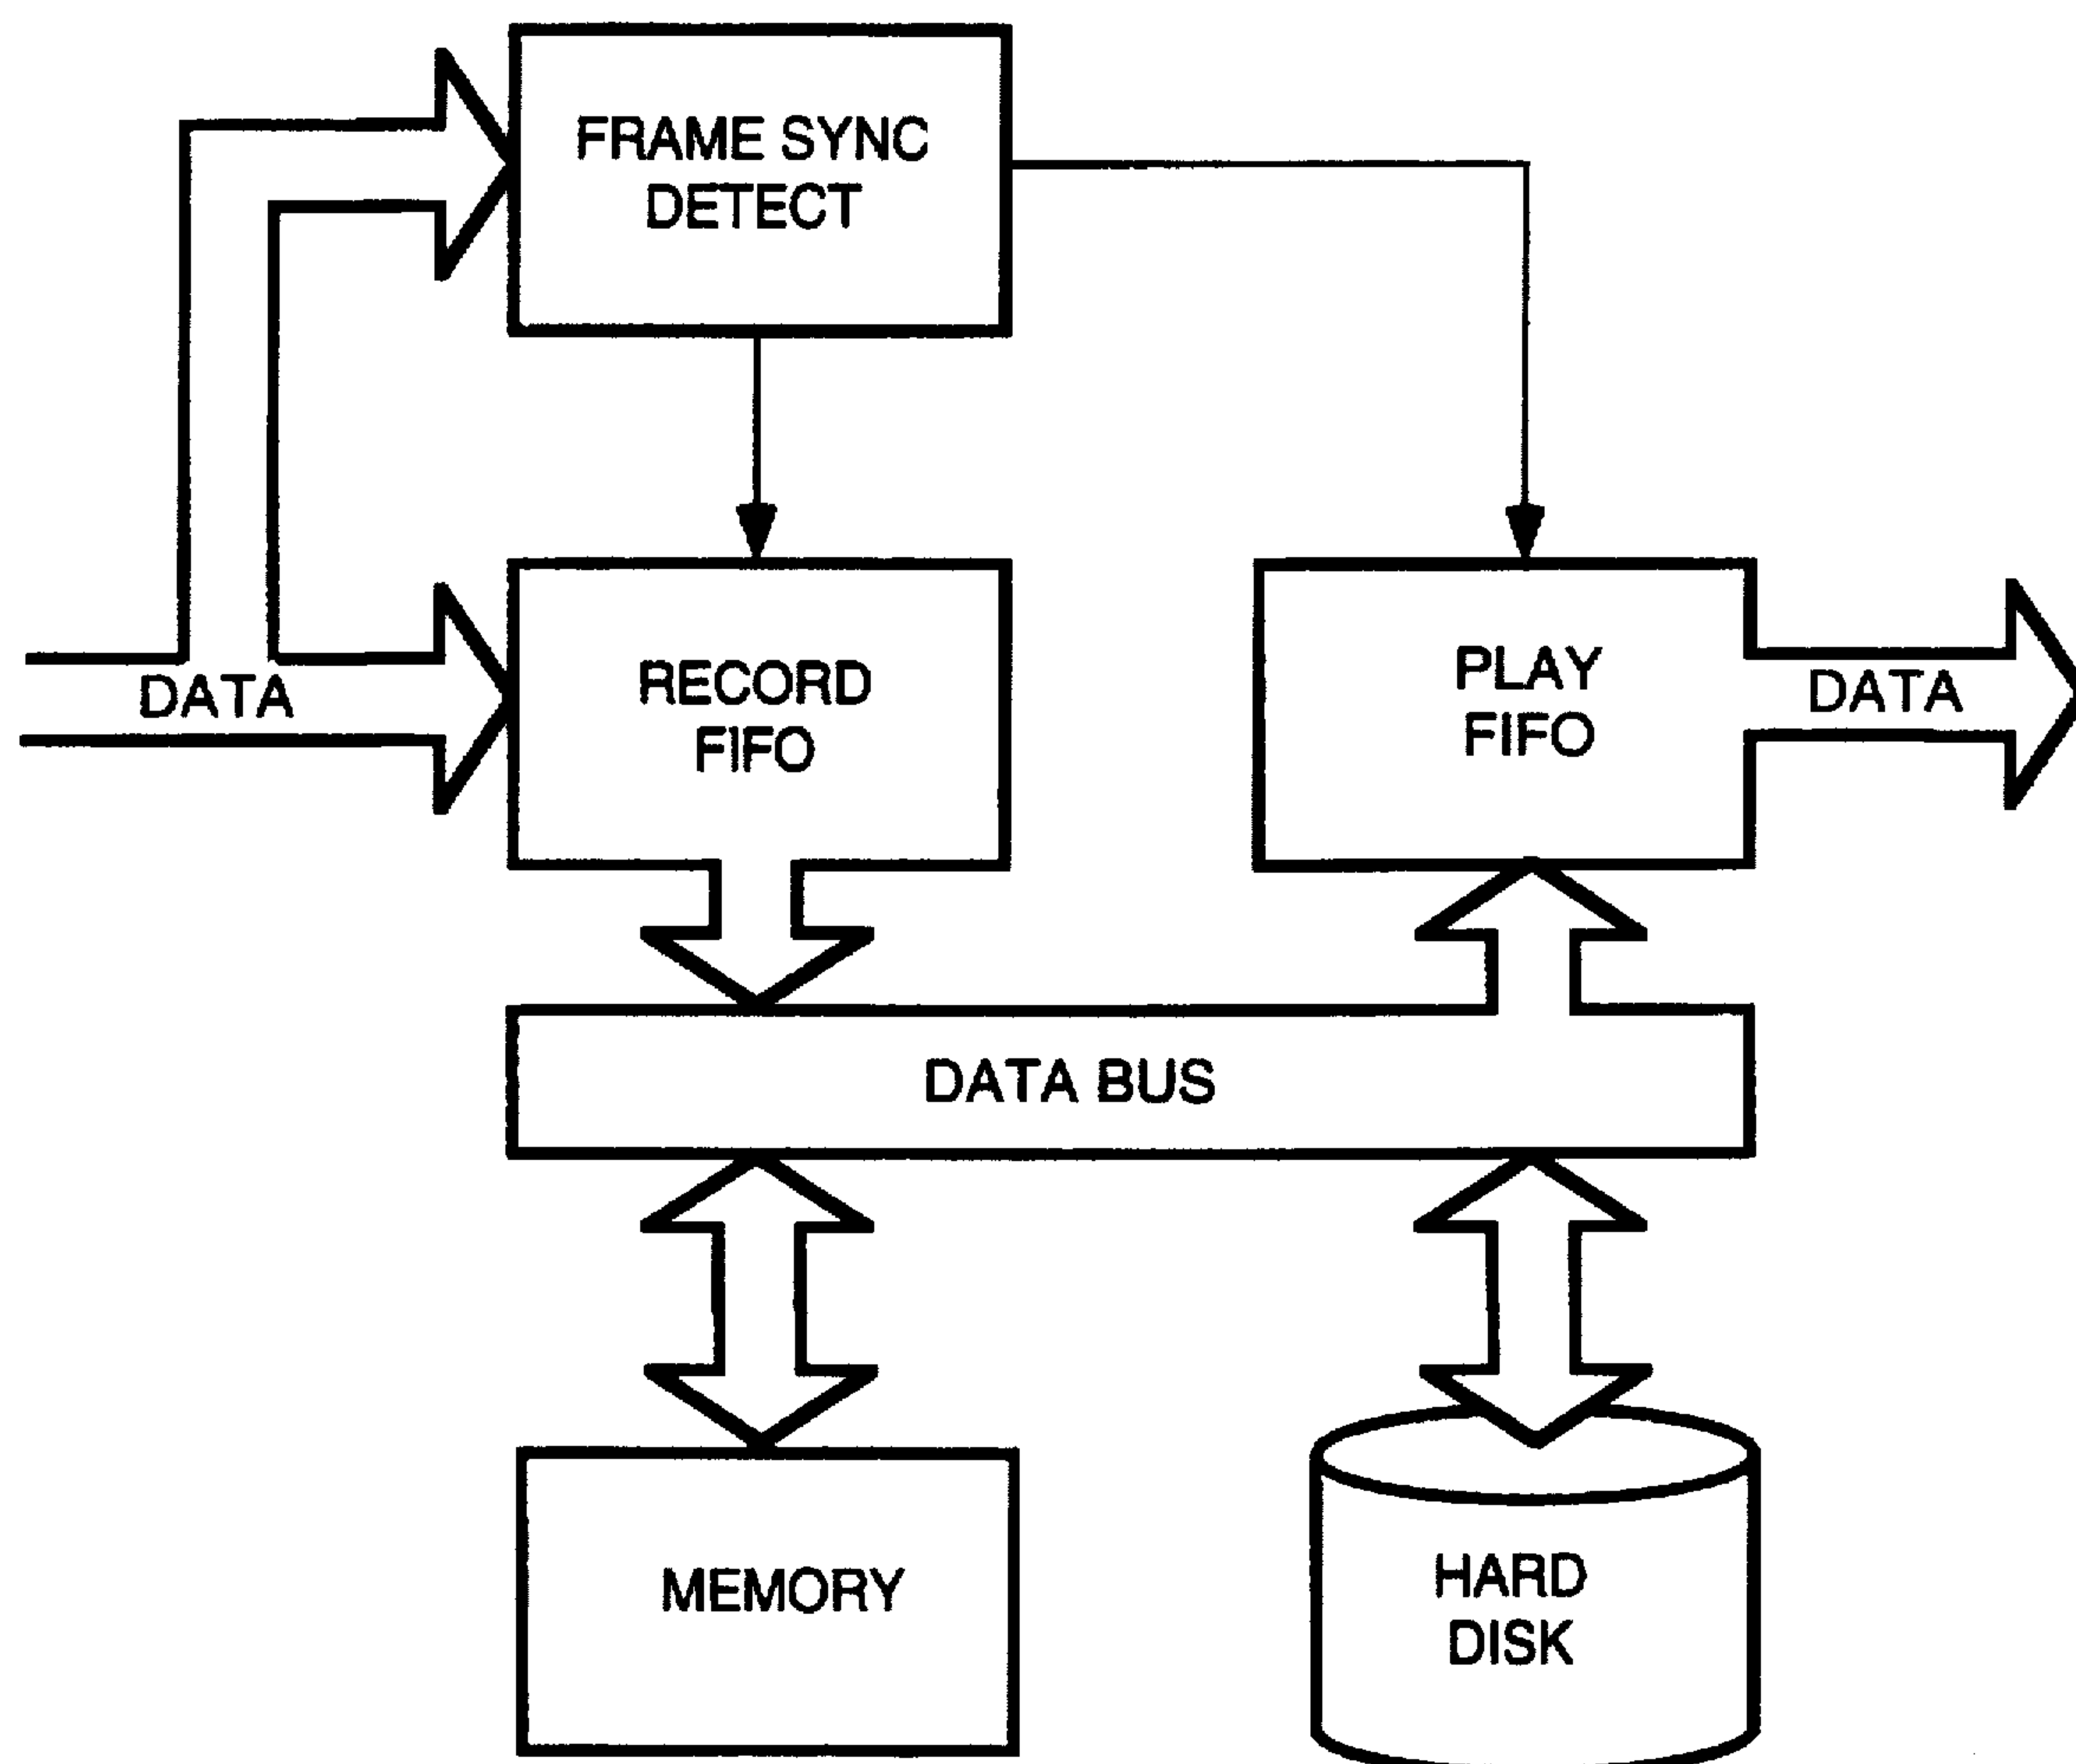 FRAME SYNC
DETECT
DATA
RECORD
FIFO
PLAY
FIFO
DATA
DATA BUS
MEMORY
HARD
DISK